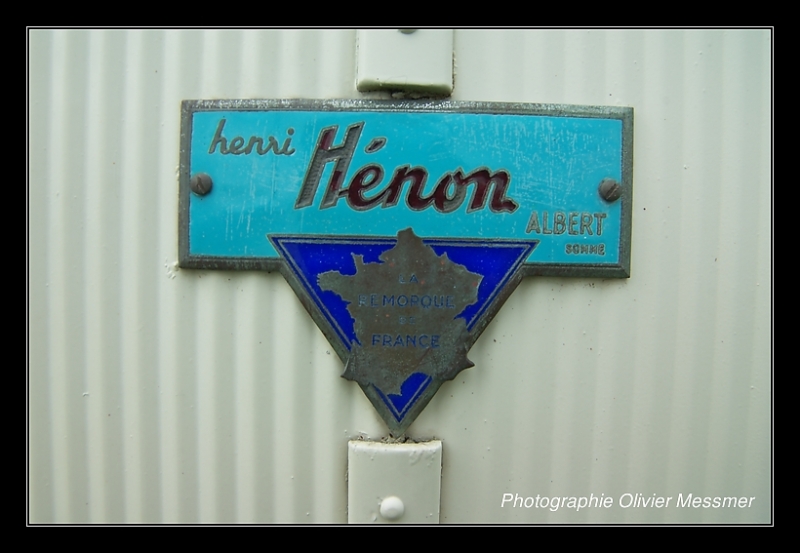 henri Hénon
ALBERT
SOMME
LA
REMORQUE
DE
FRANCE
Photographie Olivier Messmer